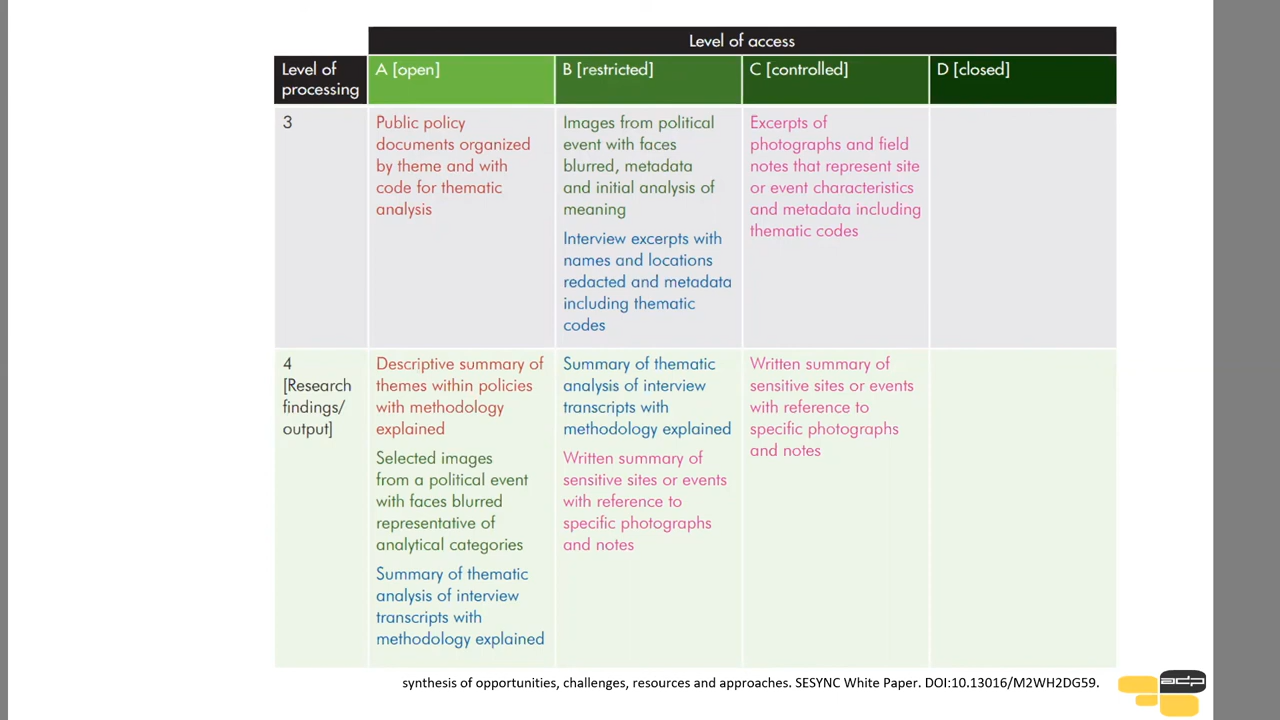 Level of access
Level of
processing
A [open]
B [restricted]
C [controlled]
D [closed]
3
Public policy
documents organized
by theme and with
code for thematic
analysis
Images from political
event with faces
blurred, metadata
and initial analysis of
meaning
Interview excerpts with
names and locations
redacted and metadata
including thematic
codes
Excerpts of
photographs and field
notes that represent site
or event characteristics
and metadata including
thematic codes
4
[Research
findings/
output]
Descriptive summary of
themes within policies
with methodology
explained
Selected images
from a political event
with faces blurred
representative of
analytical categories
Summary of thematic
analysis of interview
transcripts with
methodology explained
Summary of thematic
analysis of interview
transcripts with
methodology explained
Written summary of
sensitive sites or events
with reference to
specific photographs
and notes
Written summary of
sensitive sites or events
with reference to
specific photographs
and notes
synthesis of opportunities, challenges, resources and approaches. SESYNC White Paper. DOI:10.13016/M2WH2DG59.
adp